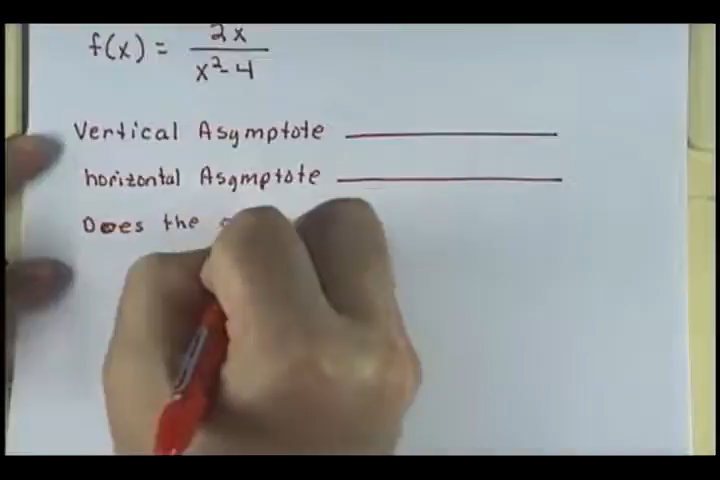 f(x) = 2x / x²-4
Vertical Asymptote
horizontal Asymptote
Does the